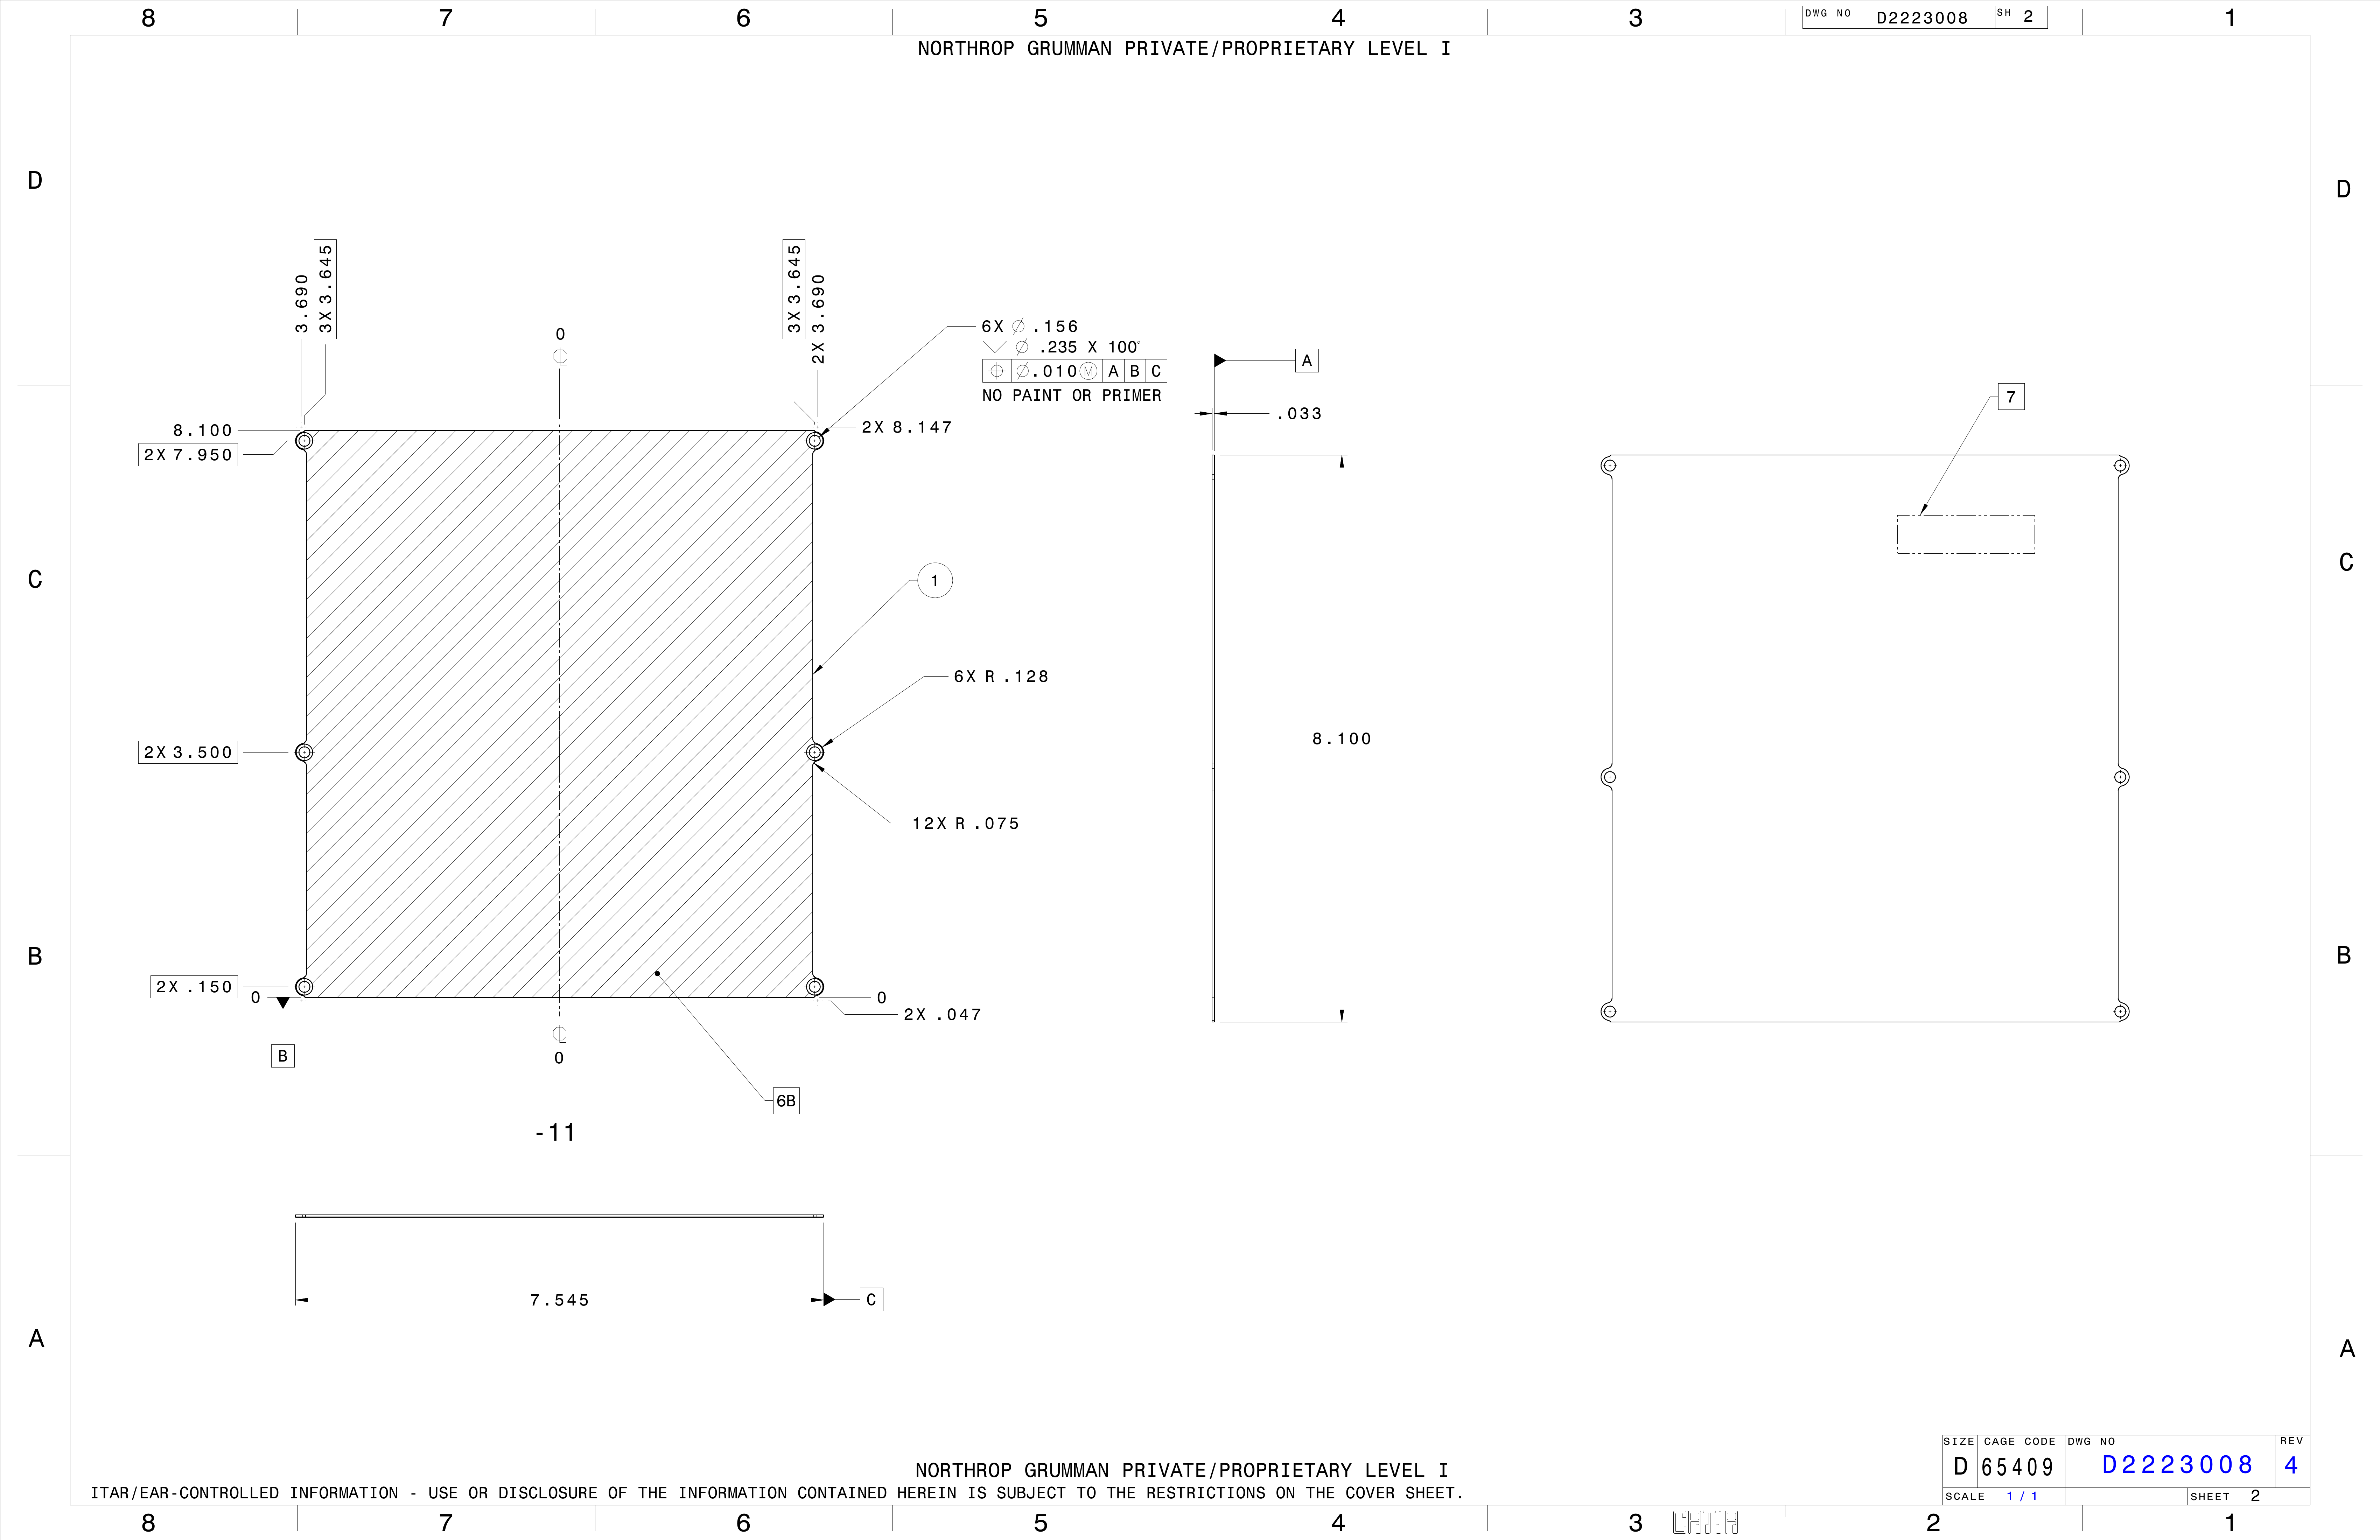 8 7 6 5 4 3 2 1
DWG NO D2223008 SH 2
NORTHROP GRUMMAN PRIVATE/PROPRIETARY LEVEL I
D D
3.690
3X 3.645
3X 3.645
2X 3.690
0
6X Ø .156
Ø .235 X 100°
Ø.010 Ⓜ A B C
NO PAINT OR PRIMER
A
.033
7
8.100
2X 7.950
2X 8.147
C C
1
6X R .128
2X 3.500
8.100
12X R .075
B B
2X .150
0
0
2X .047
B
0
6B
-11
7.545
C
A A
NORTHROP GRUMMAN PRIVATE/PROPRIETARY LEVEL I
ITAR/EAR-CONTROLLED INFORMATION - USE OR DISCLOSURE OF THE INFORMATION CONTAINED HEREIN IS SUBJECT TO THE RESTRICTIONS ON THE COVER SHEET.
SIZE CAGE CODE DWG NO REV
D 65409 D2223008 4
SCALE 1 / 1 SHEET 2
8 7 6 5 4 3 CATIA 2 1